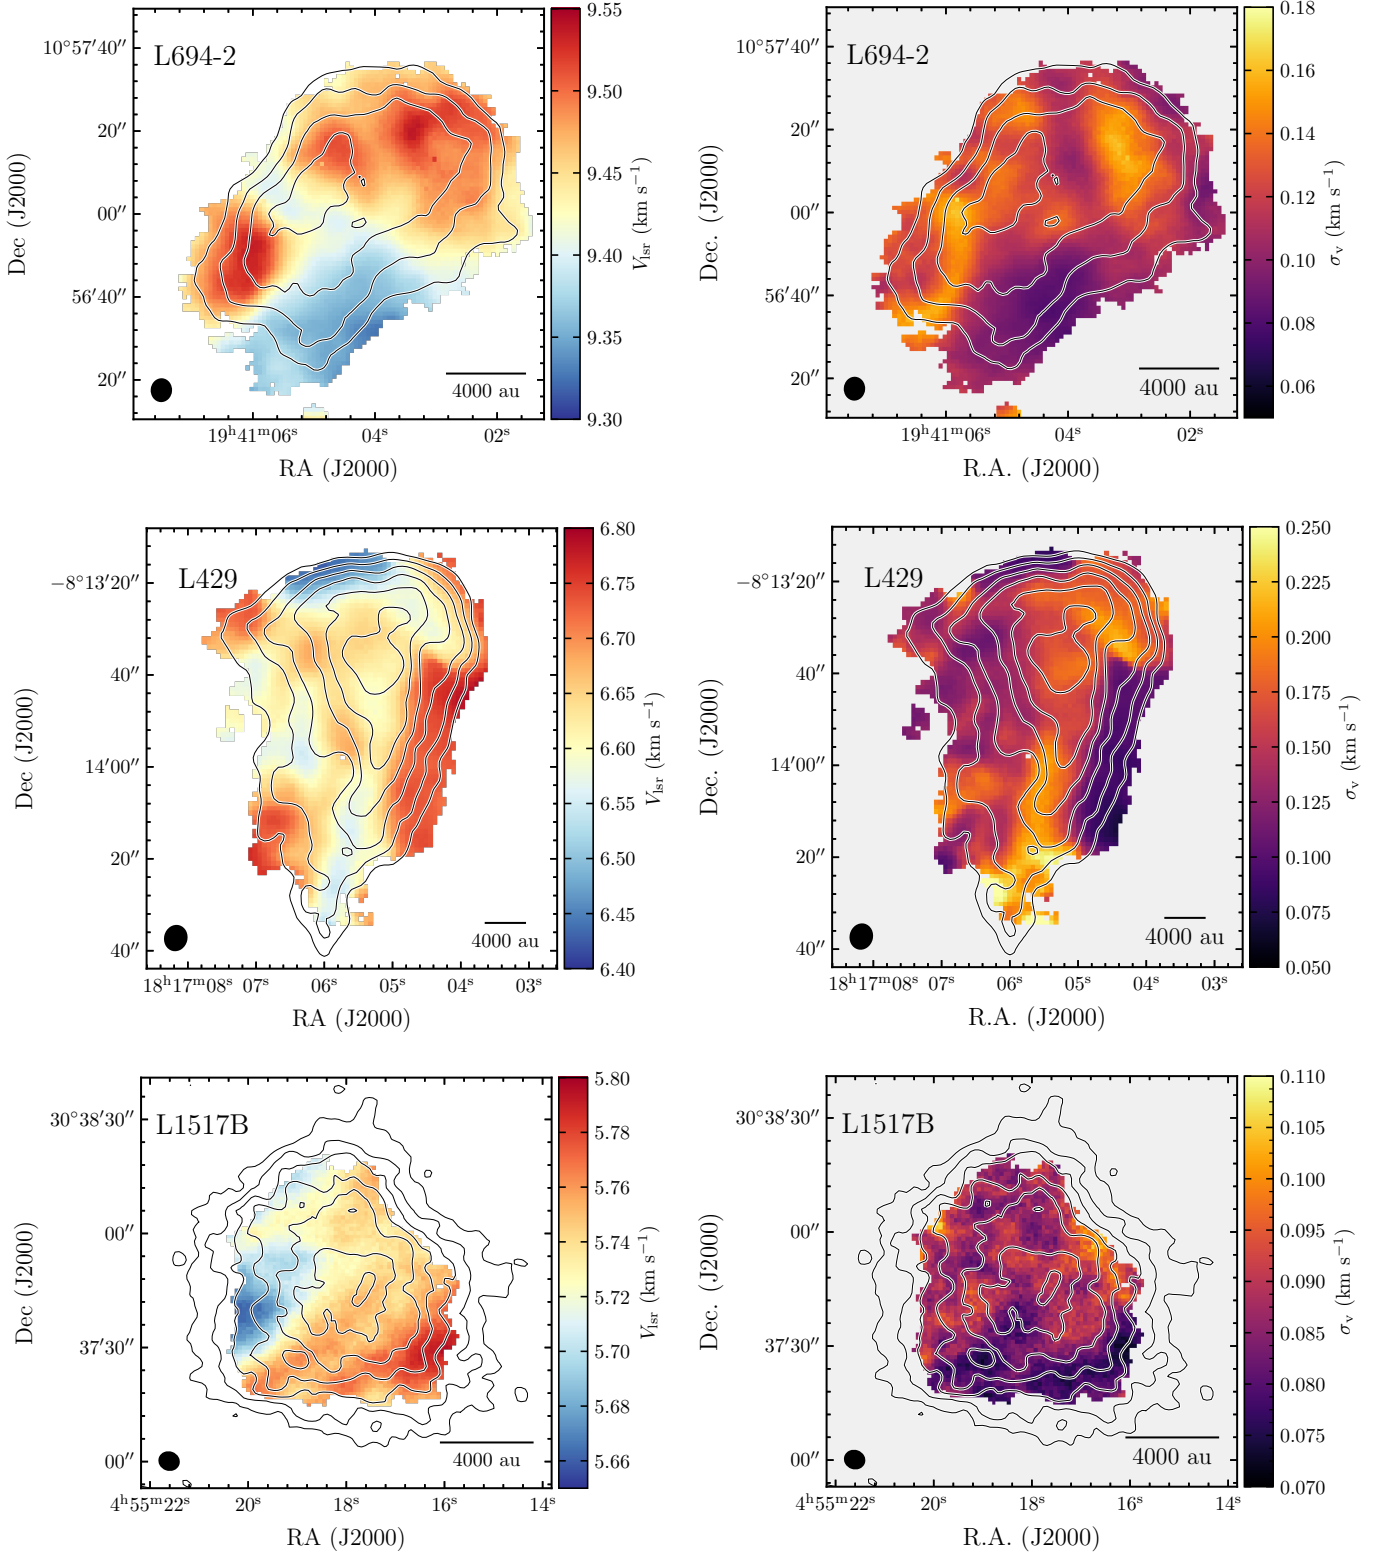 L694-2
Dec (J2000)
10°57′40″
20″
00″
56′40″
20″
19ʰ41ᵐ06ˢ 04ˢ 02ˢ
RA (J2000)
4000 au
9.55
9.50
9.45
9.40
9.35
9.30
V_lsr (km s⁻¹)
L694-2
Dec. (J2000)
10°57′40″
20″
00″
56′40″
20″
19ʰ41ᵐ06ˢ 04ˢ 02ˢ
R.A. (J2000)
4000 au
0.18
0.16
0.14
0.12
0.10
0.08
0.06
σ_v (km s⁻¹)
L429
Dec (J2000)
−8°13′20″
40″
14′00″
20″
40″
18ʰ17ᵐ08ˢ 07ˢ 06ˢ 05ˢ 04ˢ 03ˢ
RA (J2000)
4000 au
6.80
6.75
6.70
6.65
6.60
6.55
6.50
6.45
6.40
V_lsr (km s⁻¹)
L429
Dec. (J2000)
−8°13′20″
40″
14′00″
20″
40″
18ʰ17ᵐ08ˢ 07ˢ 06ˢ 05ˢ 04ˢ 03ˢ
R.A. (J2000)
4000 au
0.250
0.225
0.200
0.175
0.150
0.125
0.100
0.075
0.050
σ_v (km s⁻¹)
L1517B
Dec (J2000)
30°38′30″
00″
37′30″
00″
4ʰ55ᵐ22ˢ 20ˢ 18ˢ 16ˢ 14ˢ
RA (J2000)
4000 au
5.80
5.78
5.76
5.74
5.72
5.70
5.68
5.66
V_lsr (km s⁻¹)
L1517B
Dec. (J2000)
30°38′30″
00″
37′30″
00″
4ʰ55ᵐ22ˢ 20ˢ 18ˢ 16ˢ 14ˢ
R.A. (J2000)
4000 au
0.110
0.105
0.100
0.095
0.090
0.085
0.080
0.075
0.070
σ_v (km s⁻¹)